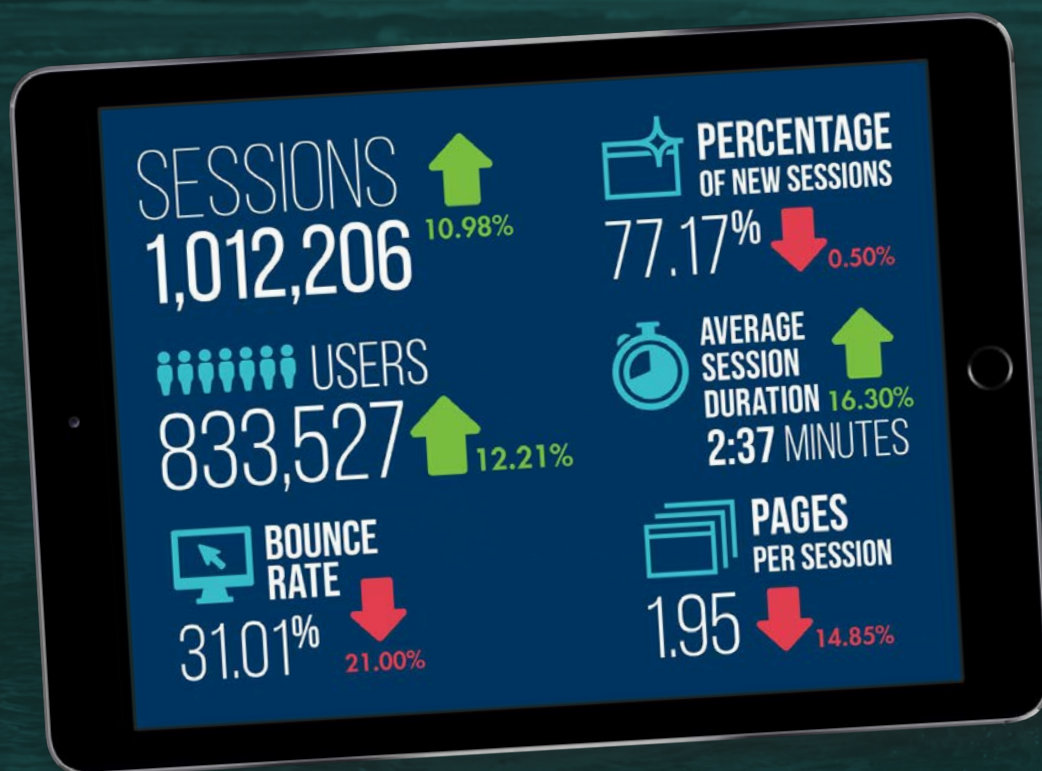 SESSIONS
10.98%
1,012,206
USERS
833,527
12.21%
BOUNCE
RATE
31.01%
21.00%
PERCENTAGE
OF NEW SESSIONS
77.17%
0.50%
AVERAGE
SESSION
DURATION 16.30%
2:37 MINUTES
PAGES
PER SESSION
1.95
14.85%